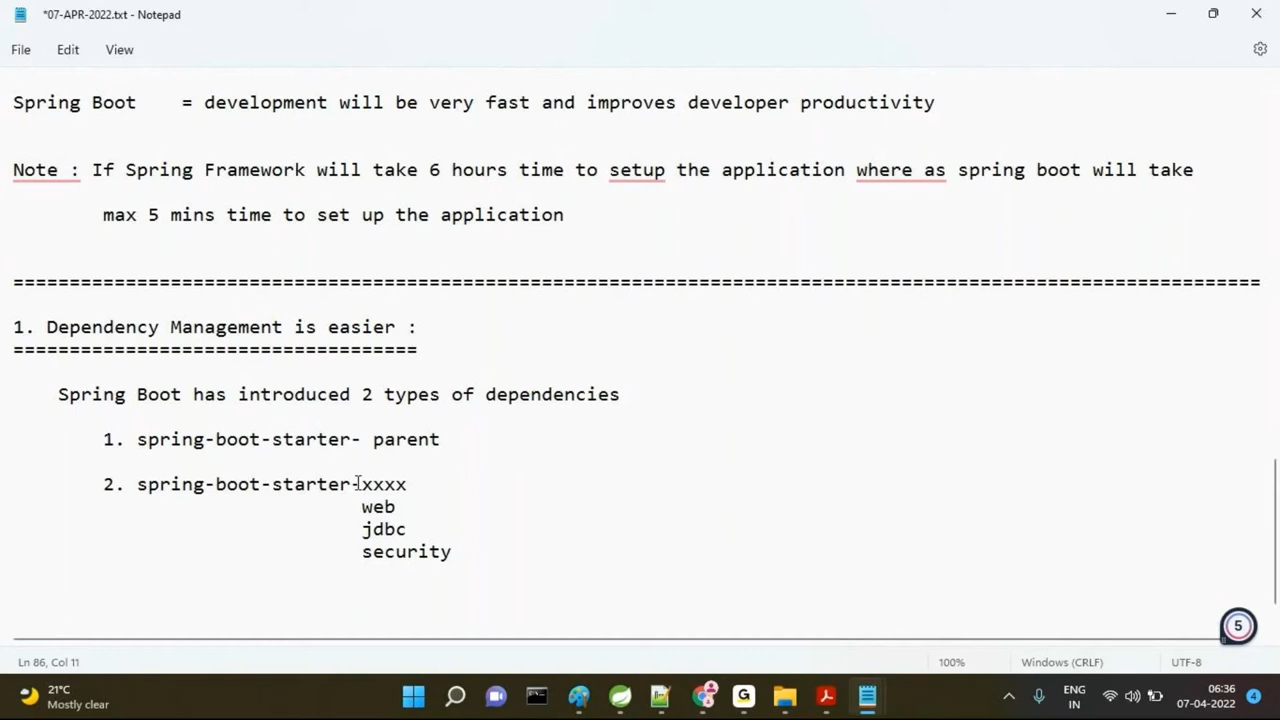 *07-APR-2022.txt - Notepad
File Edit View
Spring Boot = development will be very fast and improves developer productivity
Note : If Spring Framework will take 6 hours time to setup the application where as spring boot will take
max 5 mins time to set up the application
===============================================================================================================
1. Dependency Management is easier :
====================================
Spring Boot has introduced 2 types of dependencies
1. spring-boot-starter- parent
2. spring-boot-starter-xxxx
web
jdbc
security
5
Ln 86, Col 11 100% Windows (CRLF) UTF-8
21°C
Mostly clear
ENG
IN
06:36
07-04-2022
4